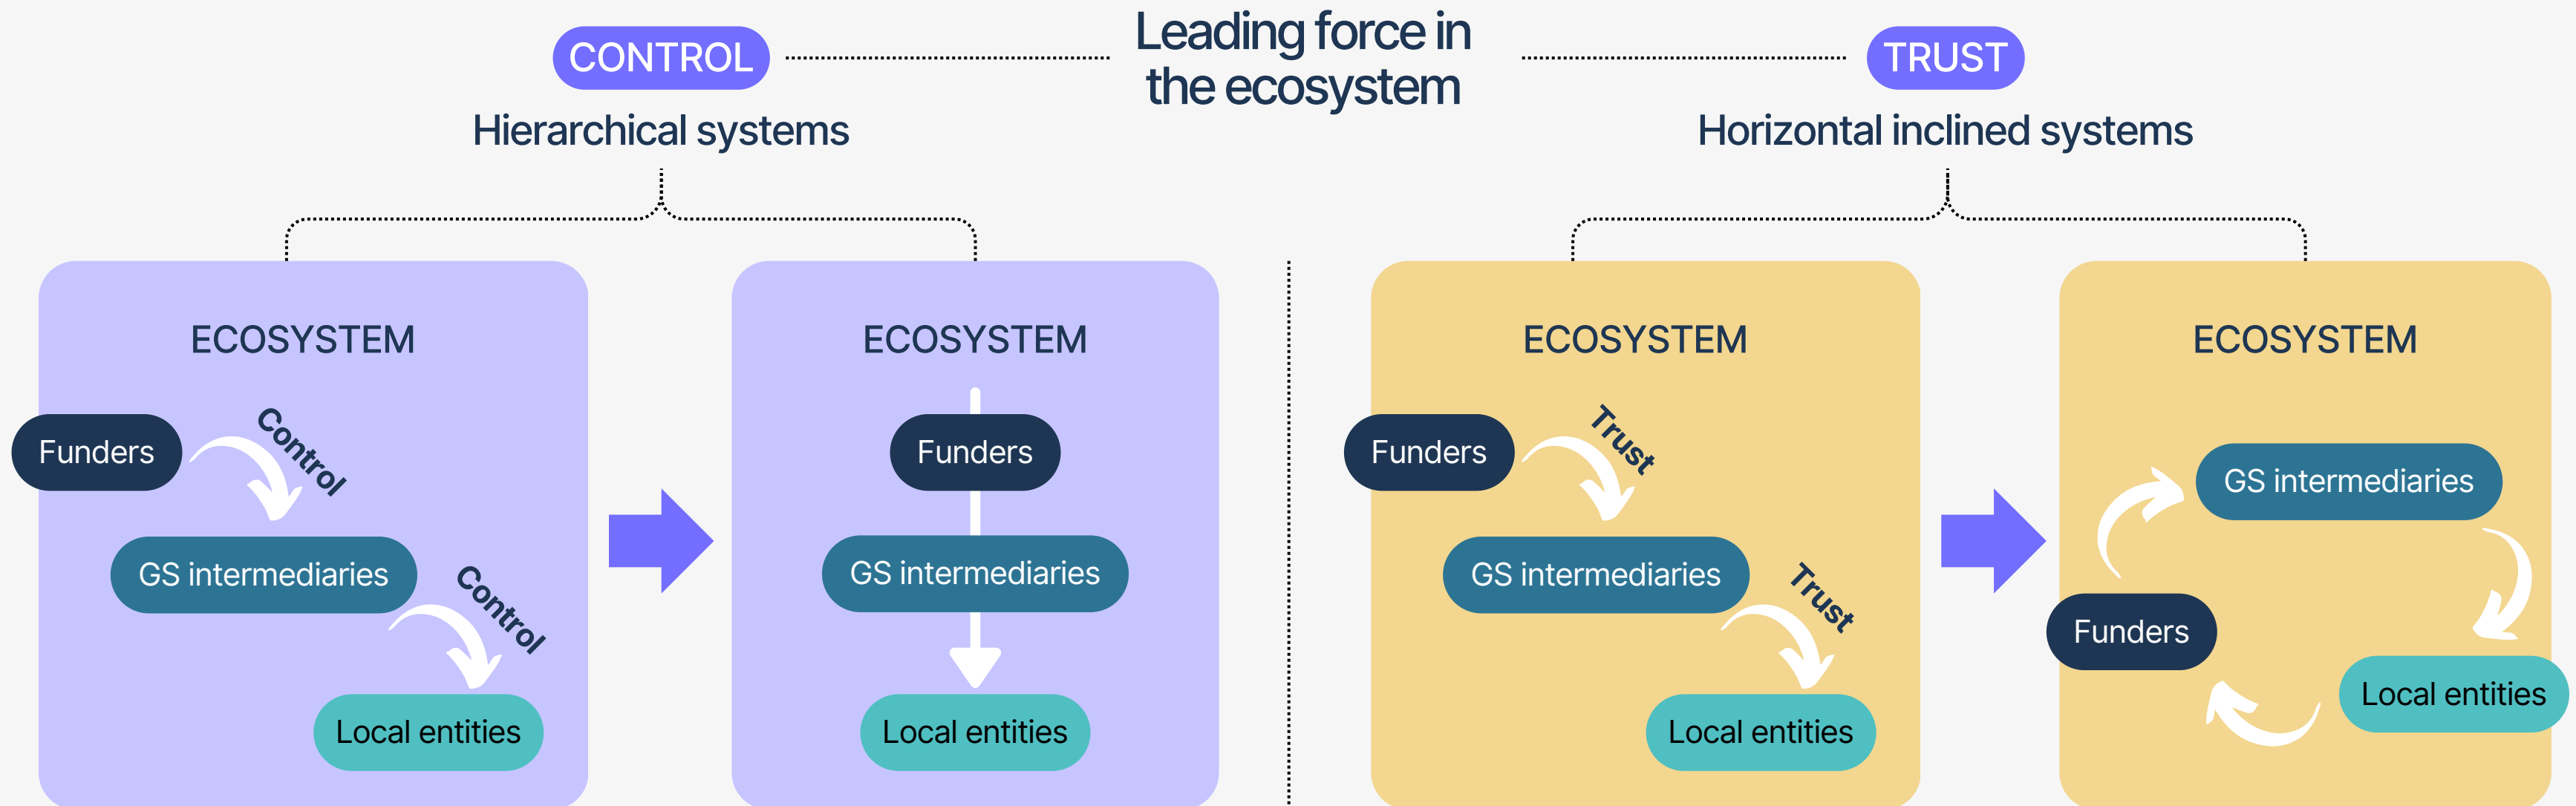 Leading force in
the ecosystem
CONTROL
Hierarchical systems
TRUST
Horizontal inclined systems
ECOSYSTEM
Funders
Control
GS intermediaries
Control
Local entities
ECOSYSTEM
Funders
GS intermediaries
Local entities
ECOSYSTEM
Funders
Trust
GS intermediaries
Trust
Local entities
ECOSYSTEM
GS intermediaries
Funders
Local entities